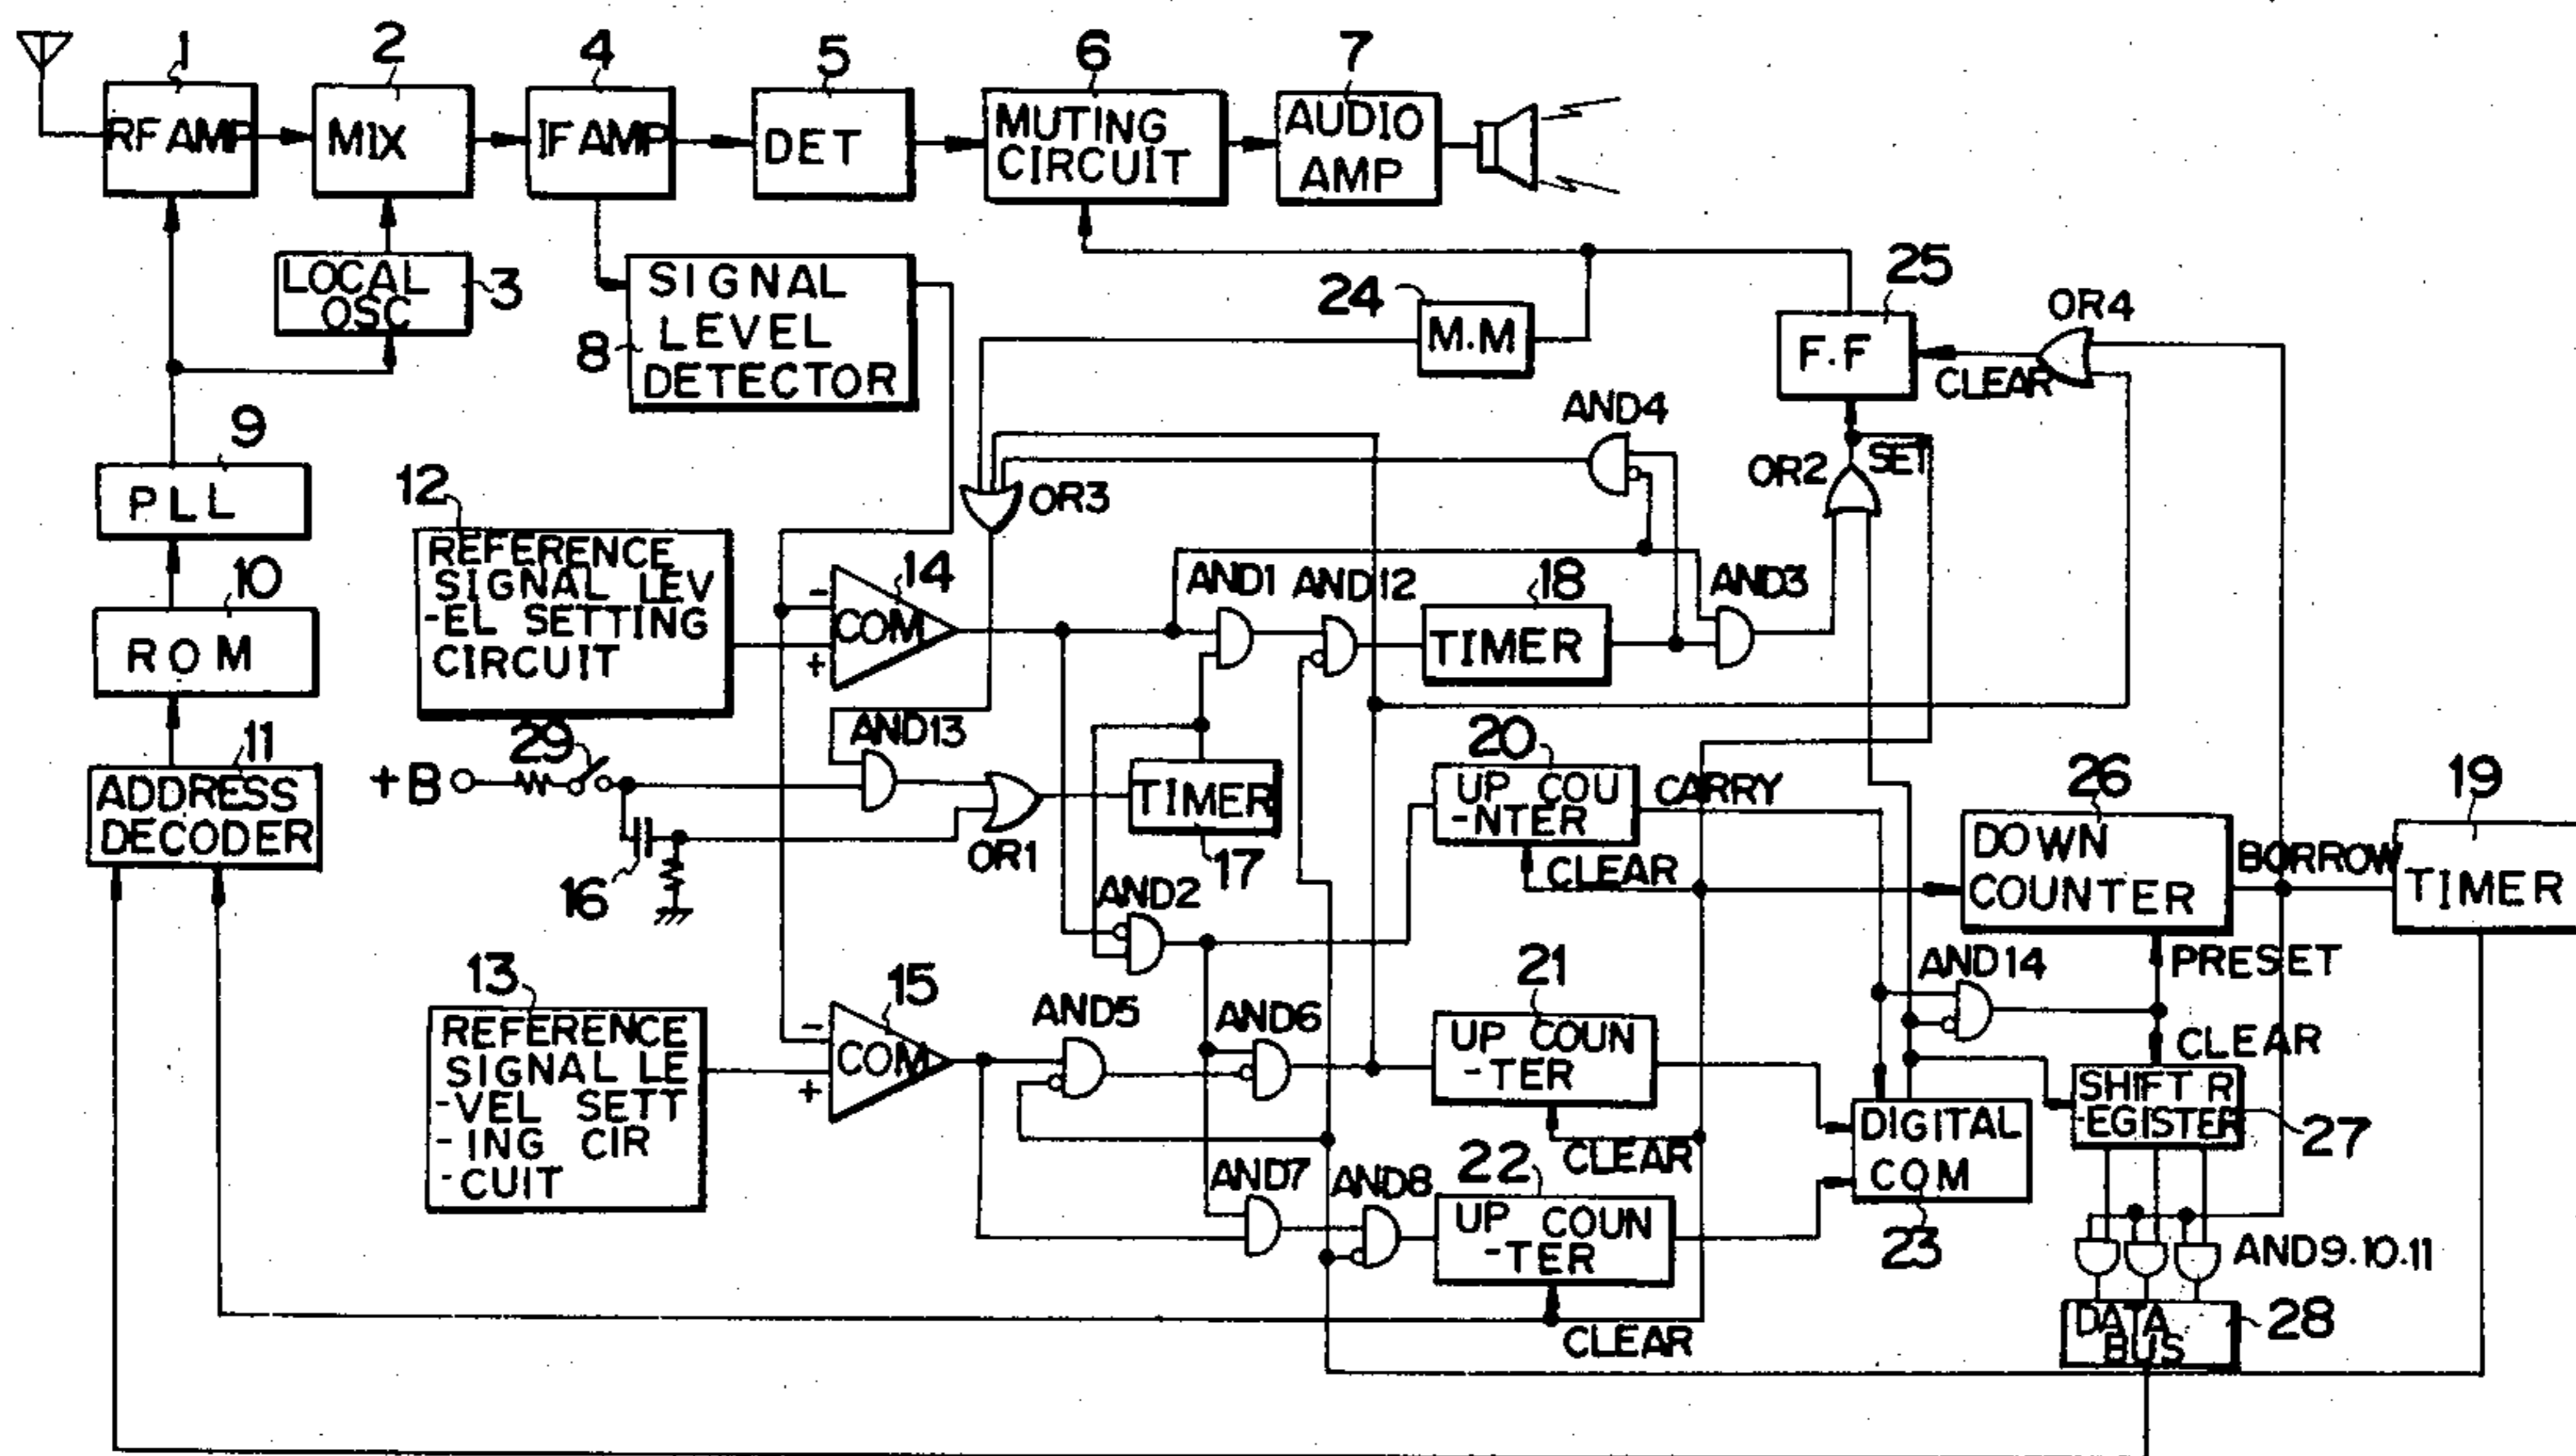 1
2
4
5
6
7
RF AMP
MIX
IF AMP
DET
MUTING
CIRCUIT
AUDIO
AMP
LOCAL
OSC
3
SIGNAL
LEVEL
DETECTOR
8
24
M.M
25
F.F
OR4
CLEAR
SET
OR2
AND4
OR3
9
PLL
10
ROM
11
ADDRESS
DECODER
12
REFERENCE
SIGNAL LEV
-EL SETTING
CIRCUIT
-
COM
+
14
AND1
AND12
18
TIMER
AND3
29
+B
AND13
16
OR1
TIMER
17
20
UP COU
-NTER
CARRY
CLEAR
26
DOWN
COUNTER
BORROW
19
TIMER
AND2
13
REFERENCE
SIGNAL LE
-VEL SETT
-ING CIR
-CUIT
-
COM
+
15
AND5
AND6
21
UP COUN
-TER
CLEAR
AND14
PRESET
CLEAR
SHIFT R
-EGISTER
27
DIGITAL
COM
23
AND7
AND8
22
UP COUN
-TER
CLEAR
AND9.10.11
DATA
BUS
28